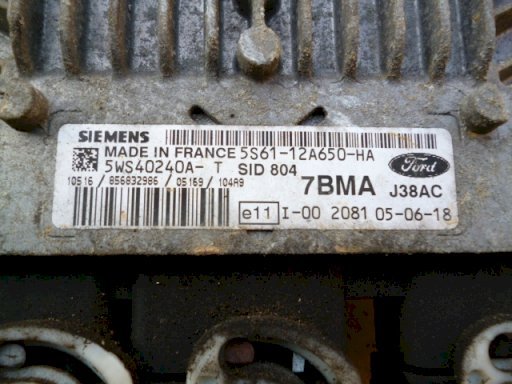 SIEMENS
MADE IN FRANCE 5S61-12A650-HA
5WS40240A- T SID 804
Ford
10516 / 856832986 / 05169 / 104A9
7BMA J38AC
e11 I-00 2081 05-06-18